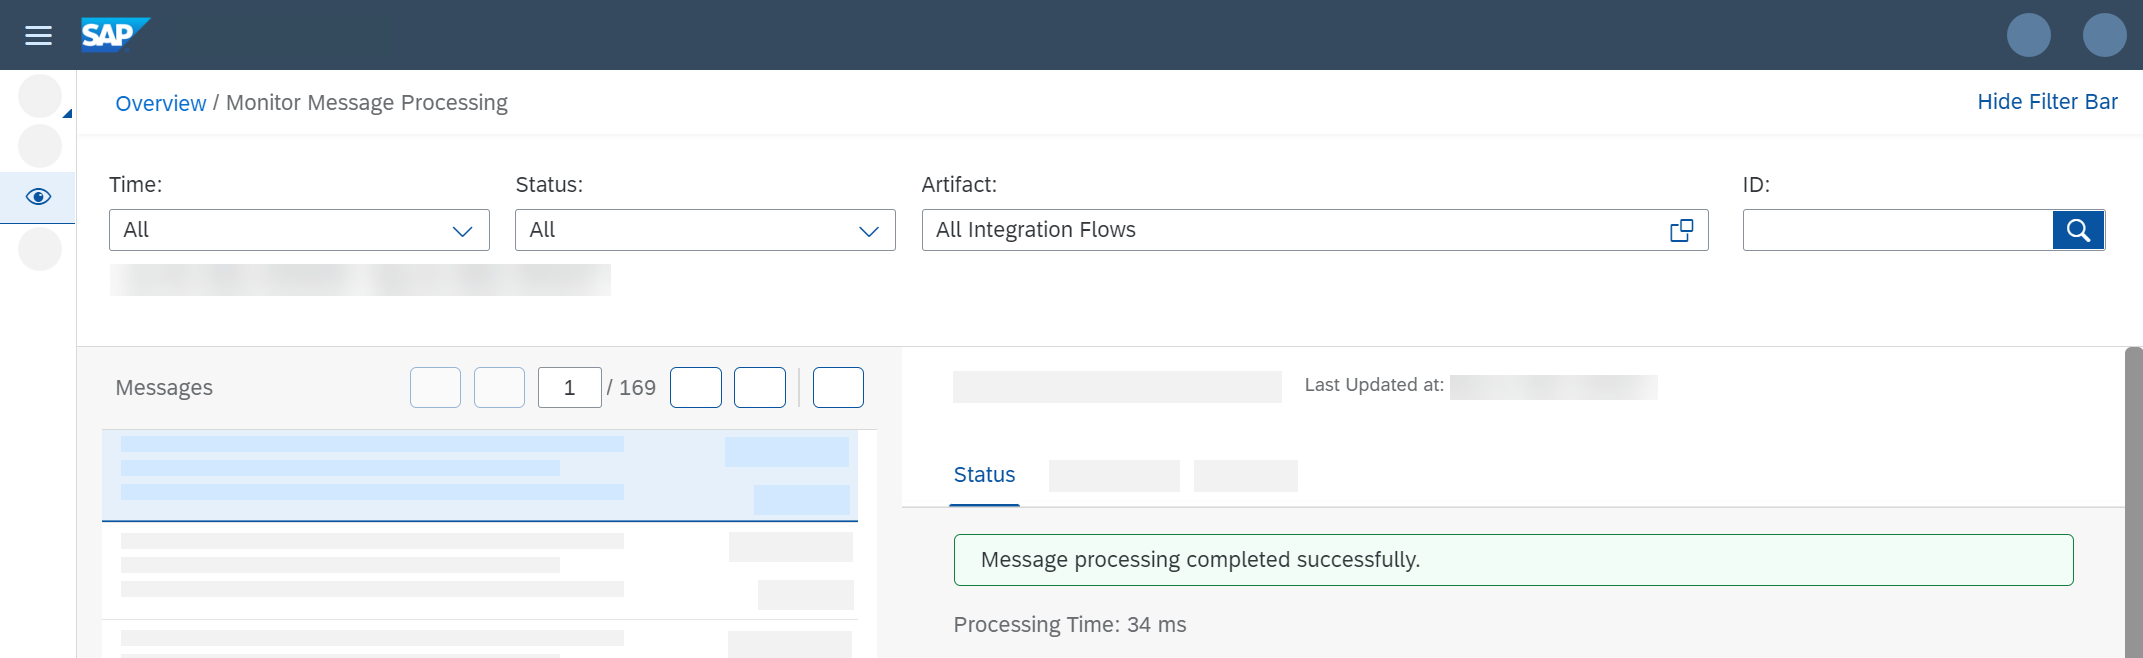 SAP
Overview / Monitor Message Processing
Hide Filter Bar
Time:
Status:
Artifact:
ID:
All
All
All Integration Flows
Messages
1 / 169
Last Updated at:
Status
Message processing completed successfully.
Processing Time: 34 ms